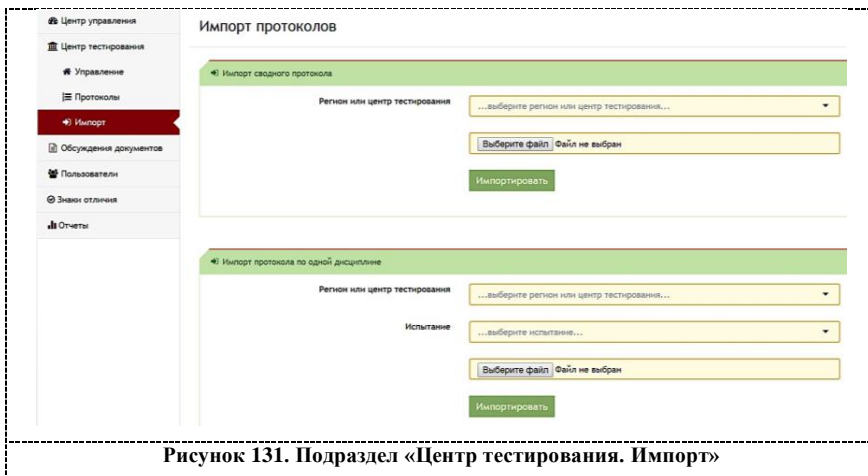 Центр управления
Центр тестирования
Управление
Протоколы
Импорт
Обсуждения документов
Пользователи
Знаки отличия
Отчеты
Импорт протоколов
Импорт сводного протокола
Регион или центр тестирования
...выберите регион или центр тестирования...
Выберите файл Файл не выбран
Импортировать
Импорт протокола по одной дисциплине
Регион или центр тестирования
...выберите регион или центр тестирования...
Испытание
...выберите испытание...
Выберите файл Файл не выбран
Импортировать
Рисунок 131. Подраздел «Центр тестирования. Импорт»